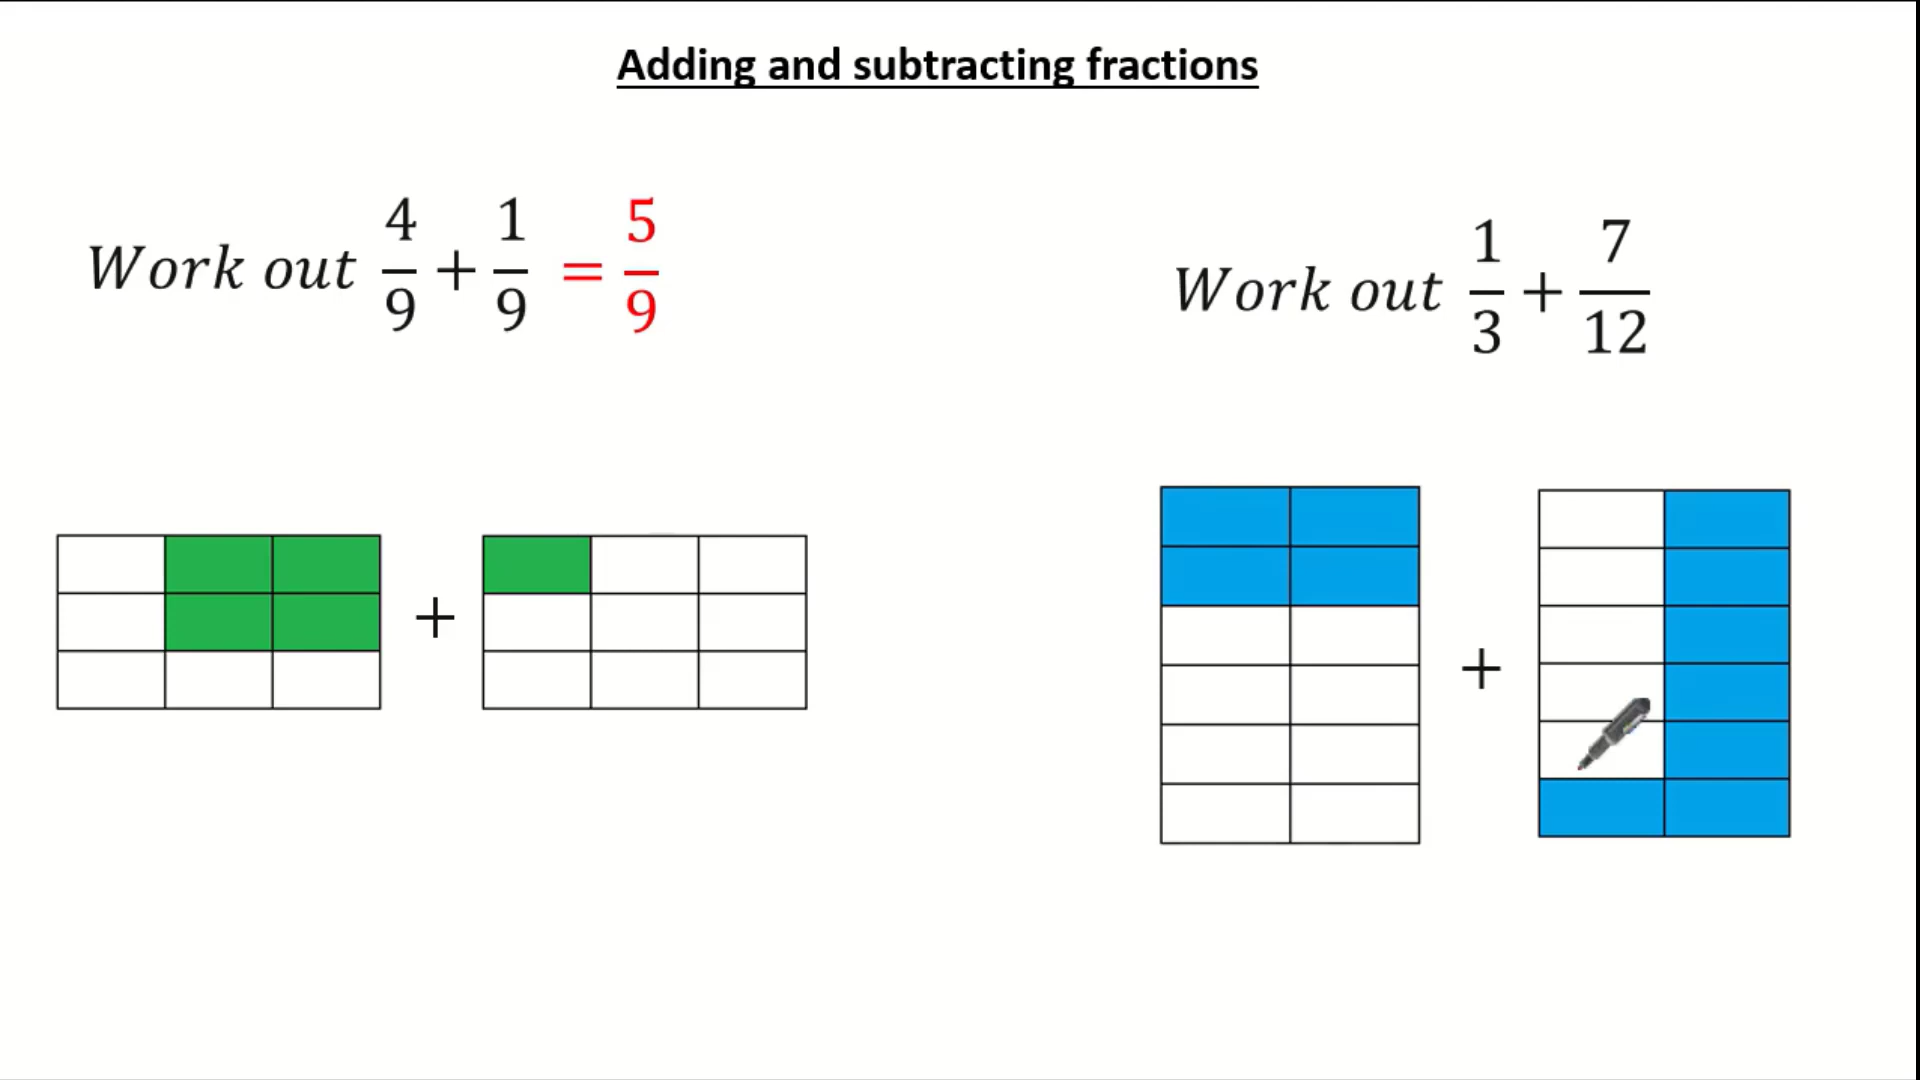 Adding and subtracting fractions
Work out 4/9 + 1/9 = 5/9
Work out 1/3 + 7/12
+
+